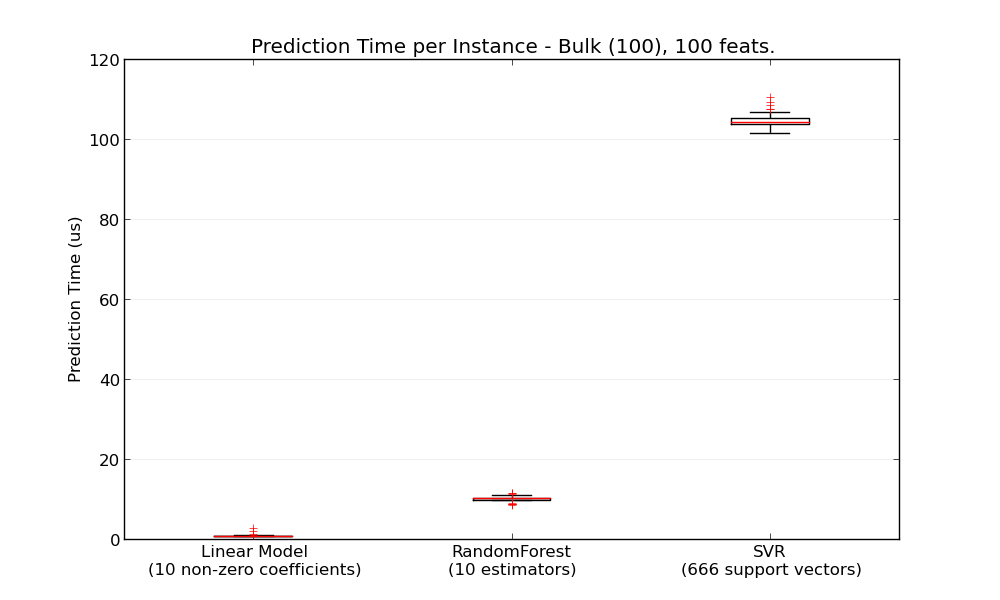 Prediction Time per Instance - Bulk (100), 100 feats.
120
100
80
60
40
20
0
Prediction Time (us)
Linear Model
(10 non-zero coefficients)
RandomForest
(10 estimators)
SVR
(666 support vectors)